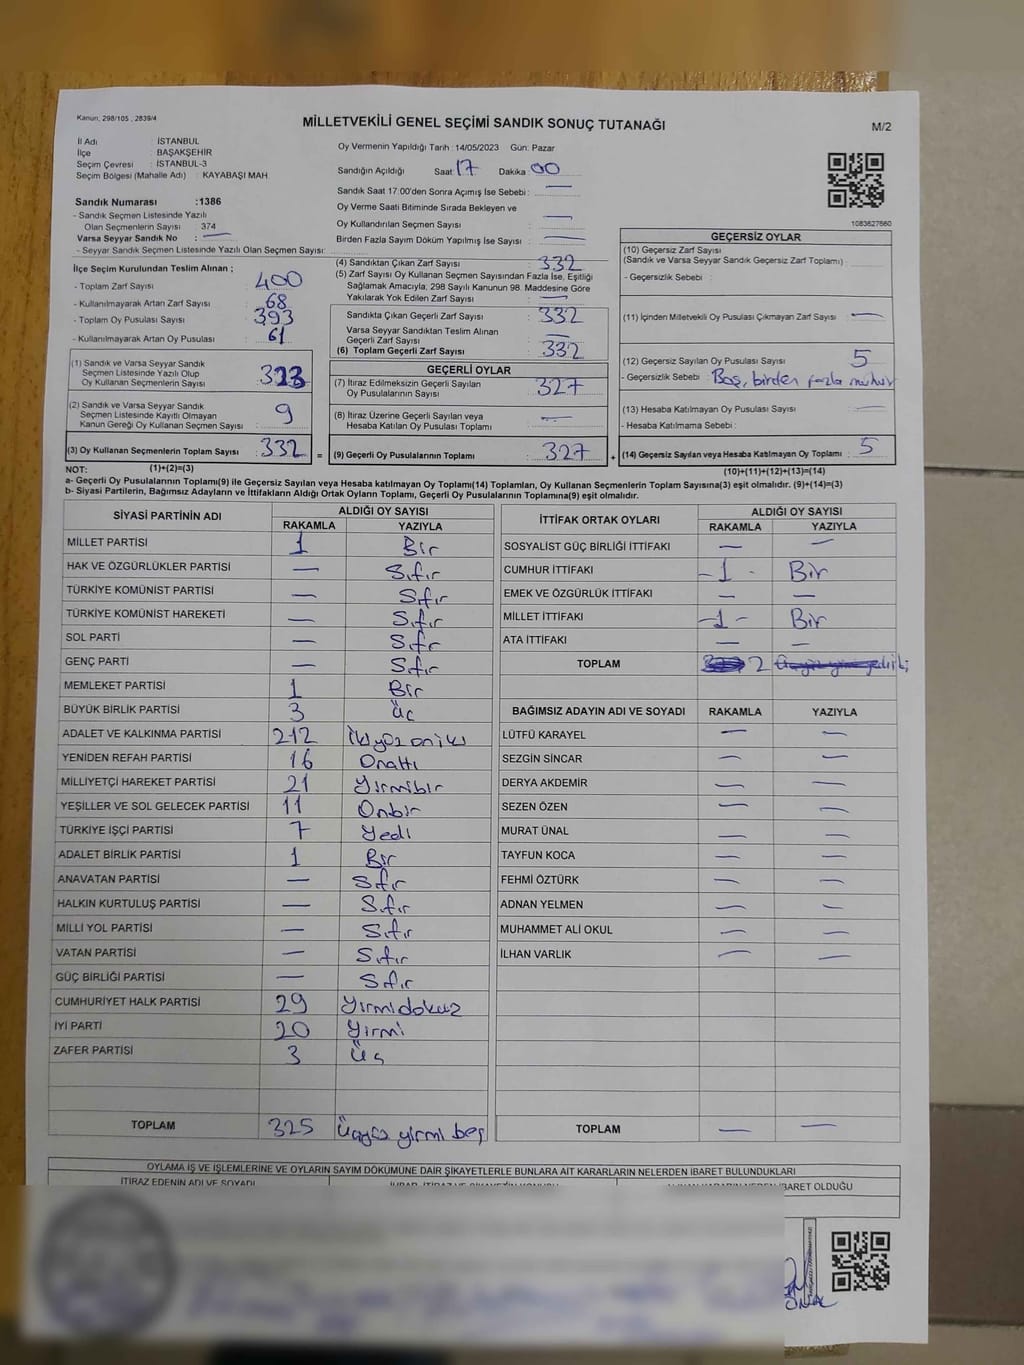 Kanun, 298/105 , 2839/4
MİLLETVEKİLİ GENEL SEÇİMİ SANDIK SONUÇ TUTANAĞI
M/2
İl Adı İSTANBUL
İlçe BAŞAKŞEHİR
Seçim Çevresi : İSTANBUL-3
Seçim Bölgesi (Mahalle Adı) : KAYABAŞI MAH
Sandık Numarası :1386
- Sandık Seçmen Listesinde Yazılı
Olan Seçmenlerin Sayısı 374
Varsa Seyyar Sandık No : —
- Seyyar Sandık Seçmen Listesinde Yazılı Olan Seçmen Sayısı:
İlçe Seçim Kurulundan Teslim Alınan ;
- Toplam Zarf Sayısı : 400
- Kullanılmayarak Artan Zarf Sayısı : 68
- Toplam Oy Pusulası Sayısı : 393
- Kullanılmayarak Artan Oy Pusulası : 61
(1) Sandık ve Varsa Seyyar Sandık
Seçmen Listesinde Yazılı Olup
Oy Kullanan Seçmenlerin Sayısı : 323
(2) Sandık ve Varsa Seyyar Sandık
Seçmen Listesinde Kayıtlı Olmayan
Kanun Gereği Oy Kullanan Seçmen Sayısı : 9
(3) Oy Kullanan Seçmenlerin Toplam Sayısı : 332 =
Oy Vermenin Yapıldığı Tarih : 14/05/2023 Gün: Pazar
Sandığın Açıldığı Saat 17 Dakika 00
Sandık Saat 17.00'den Sonra Açımış İse Sebebi : —
Oy Verme Saati Bitiminde Sırada Bekleyen ve
Oy Kullandırılan Seçmen Sayısı : —
Birden Fazla Sayım Döküm Yapılmış İse Sayısı : —
(4) Sandıktan Çıkan Zarf Sayısı : 332
(5) Zarf Sayısı Oy Kullanan Seçmen Sayısından Fazla İse, Eşitliği
Sağlamak Amacıyla; 298 Sayılı Kanunun 98. Maddesine Göre
Yakılarak Yok Edilen Zarf Sayısı : —
Sandıkta Çıkan Geçerli Zarf Sayısı : 332
Varsa Seyyar Sandıktan Teslim Alınan
Geçerli Zarf Sayısı : —
(6) Toplam Geçerli Zarf Sayısı : 332
GEÇERLİ OYLAR
(7) İtiraz Edilmeksizin Geçerli Sayılan
Oy Pusulalarının Sayısı : 327
(8) İtiraz Üzerine Geçerli Sayılan veya
Hesaba Katılan Oy Pusulası Toplamı : —
(9) Geçerli Oy Pusulalarının Toplamı : 327 +
1083627660
GEÇERSİZ OYLAR
(10) Geçersiz Zarf Sayısı
(Sandık ve Varsa Seyyar Sandık Geçersiz Zarf Toplamı) :
- Geçersizlik Sebebi :
(11) İçinden Milletvekili Oy Pusulası Çıkmayan Zarf Sayısı : —
(12) Geçersiz Sayılan Oy Pusulası Sayısı : 5
- Geçersizlik Sebebi : Boş, birden fazla mühür
(13) Hesaba Katılmayan Oy Pusulası Sayısı : —
- Hesaba Katılmama Sebebi :
(14) Geçersiz Sayılan veya Hesaba Katılmayan Oy Toplamı : 5
NOT: (1)+(2)=(3) (10)+(11)+(12)+(13)=(14)
a- Geçerli Oy Pusulalarının Toplamı(9) ile Geçersiz Sayılan veya Hesaba Katılmayan Oy Toplamı(14) Toplamları, Oy Kullanan Seçmenlerin Toplam Sayısına(3) eşit olmalıdır. (9)+(14)=(3)
b- Siyasi Partilerin, Bağımsız Adayların ve İttifakların Aldığı Ortak Oyların Toplamı, Geçerli Oy Pusulalarının Toplamına(9) eşit olmalıdır.
SİYASİ PARTİNİN ADI ALDIĞI OY SAYISI
RAKAMLA YAZIYLA
MİLLET PARTİSİ 1 Bir
HAK VE ÖZGÜRLÜKLER PARTİSİ — Sıfır
TÜRKİYE KOMÜNİST PARTİSİ — Sıfır
TÜRKİYE KOMÜNİST HAREKETİ — Sıfır
SOL PARTİ — Sıfır
GENÇ PARTİ — Sıfır
MEMLEKET PARTİSİ 1 Bir
BÜYÜK BİRLİK PARTİSİ 3 Üç
ADALET VE KALKINMA PARTİSİ 212 İkiyüz oniki
YENİDEN REFAH PARTİSİ 16 Onaltı
MİLLİYETÇİ HAREKET PARTİSİ 21 Yirmibir
YEŞİLLER VE SOL GELECEK PARTİSİ 11 Onbir
TÜRKİYE İŞÇİ PARTİSİ 7 Yedi
ADALET BİRLİK PARTİSİ 1 Bir
ANAVATAN PARTİSİ — Sıfır
HALKIN KURTULUŞ PARTİSİ — Sıfır
MİLLİ YOL PARTİSİ — Sıfır
VATAN PARTİSİ — Sıfır
GÜÇ BİRLİĞİ PARTİSİ — Sıfır
CUMHURİYET HALK PARTİSİ 29 Yirmidokuz
İYİ PARTİ 20 Yirmi
ZAFER PARTİSİ 3 Üç
TOPLAM 325 Üçyüz yirmi beş
İTTİFAK ORTAK OYLARI ALDIĞI OY SAYISI
RAKAMLA YAZIYLA
SOSYALİST GÜÇ BİRLİĞİ İTTİFAKI — —
CUMHUR İTTİFAKI -1- Bir
EMEK VE ÖZGÜRLÜK İTTİFAKI — —
MİLLET İTTİFAKI -1- Bir
ATA İTTİFAKI — —
TOPLAM 2
BAĞIMSIZ ADAYIN ADI VE SOYADI RAKAMLA YAZIYLA
LÜTFÜ KARAYEL — —
SEZGİN SİNCAR — —
DERYA AKDEMİR — —
SEZEN ÖZEN — —
MURAT ÜNAL — —
TAYFUN KOCA — —
FEHMİ ÖZTÜRK — —
ADNAN YELMEN — —
MUHAMMET ALİ OKUL — —
İLHAN VARLIK — —
TOPLAM — —
OYLAMA İŞ VE İŞLEMLERİNE VE OYLARIN SAYIM DÖKÜMÜNE DAİR ŞİKAYETLERLE BUNLARA AİT KARARLARIN NELERDEN İBARET BULUNDUKLARI
İTİRAZ EDENİN ADI VE SOYADI
İBARET OLDUĞU